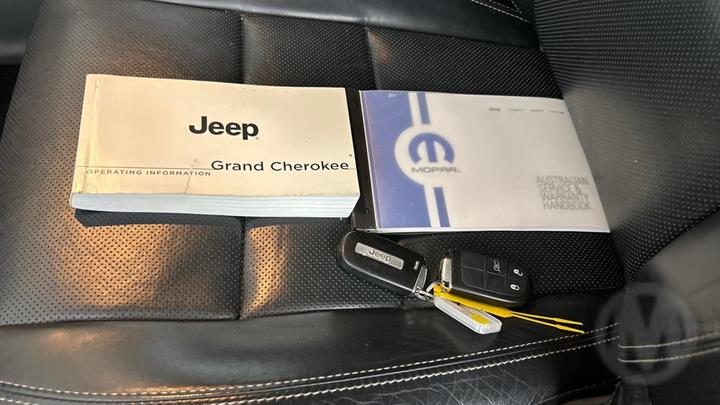 Jeep
Grand Cherokee
OPERATING INFORMATION
MOPAR
AUSTRALIAN
SERVICE &
WARRANTY
HANDBOOK
Jeep